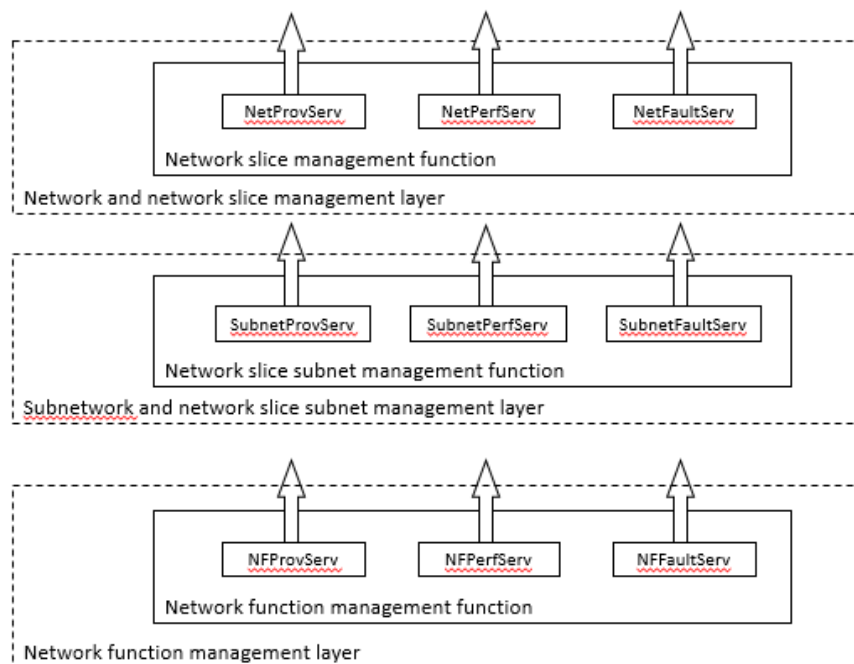 NetProvServ NetPerfServ NetFaultServ
Network slice management function
Network and network slice management layer
SubnetProvServ SubnetPerfServ SubnetFaultServ
Network slice subnet management function
Subnetwork and network slice subnet management layer
NFProvServ NFPerfServ NFFaultServ
Network function management function
Network function management layer